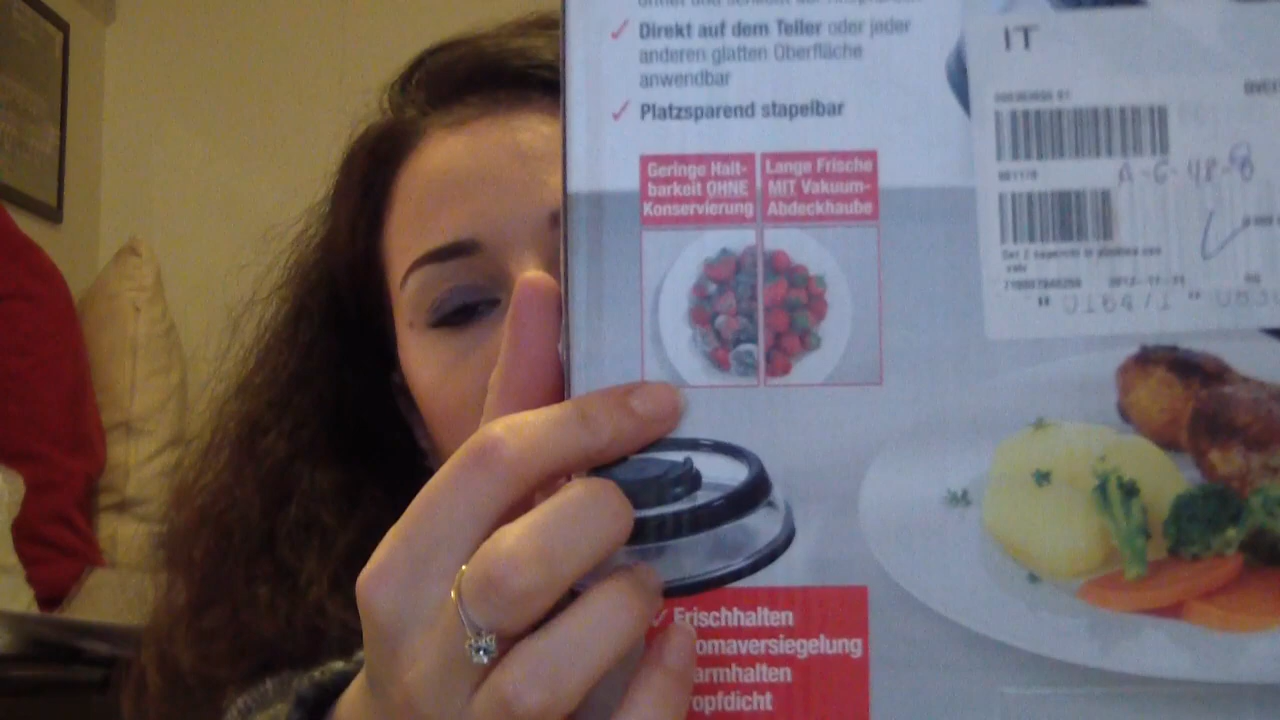 Direkt auf dem Teller oder jeder
anderen glatten Oberfläche
anwendbar
Platzsparend stapelbar
Geringe Halt-
barkeit OHNE
Konservierung
Lange Frische
MIT Vakuum-
Abdeckhaube
Frischhalten
omaversiegelung
armhalten
opfdicht
IT
A-6-48-8